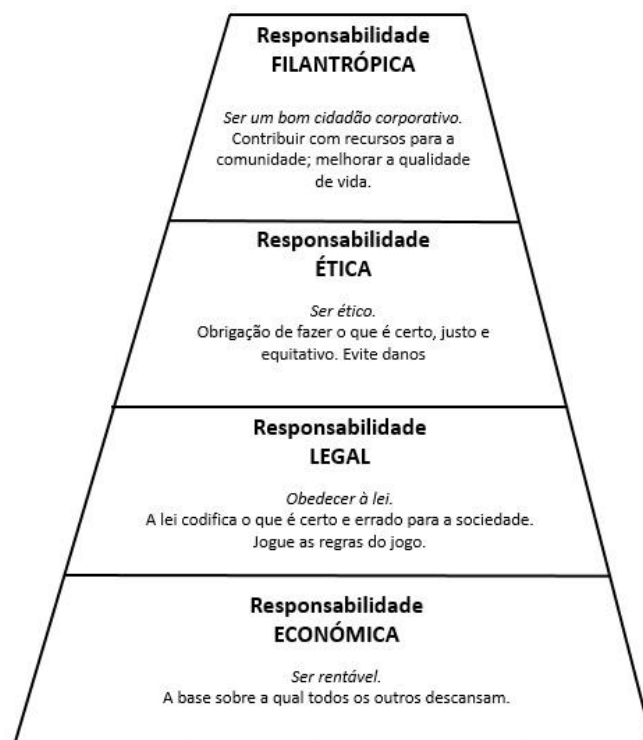 Responsabilidade
FILANTRÓPICA
Ser um bom cidadão corporativo.
Contribuir com recursos para a
comunidade; melhorar a qualidade
de vida.
Responsabilidade
ÉTICA
Ser ético.
Obrigação de fazer o que é certo, justo e
equitativo. Evite danos
Responsabilidade
LEGAL
Obedecer à lei.
A lei codifica o que é certo e errado para a sociedade.
Jogue as regras do jogo.
Responsabilidade
ECONÓMICA
Ser rentável.
A base sobre a qual todos os outros descansam.